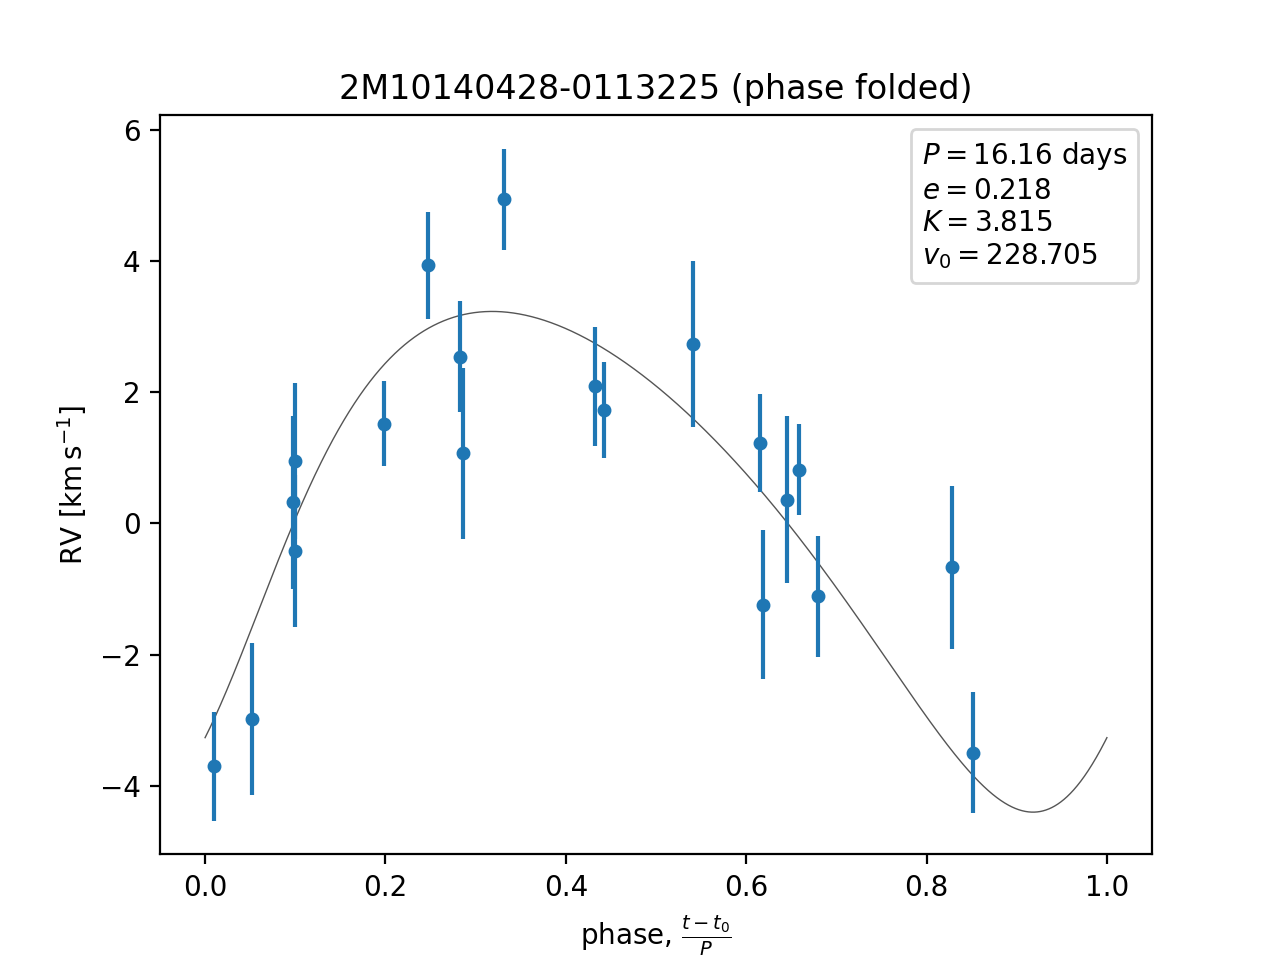 2M10140428-0113225 (phase folded)
P = 16.16 days
e = 0.218
K = 3.815
v₀ = 228.705
RV [km s⁻¹]
6
4
2
0
−2
−4
0.0 0.2 0.4 0.6 0.8 1.0
phase, (t − t₀)/P